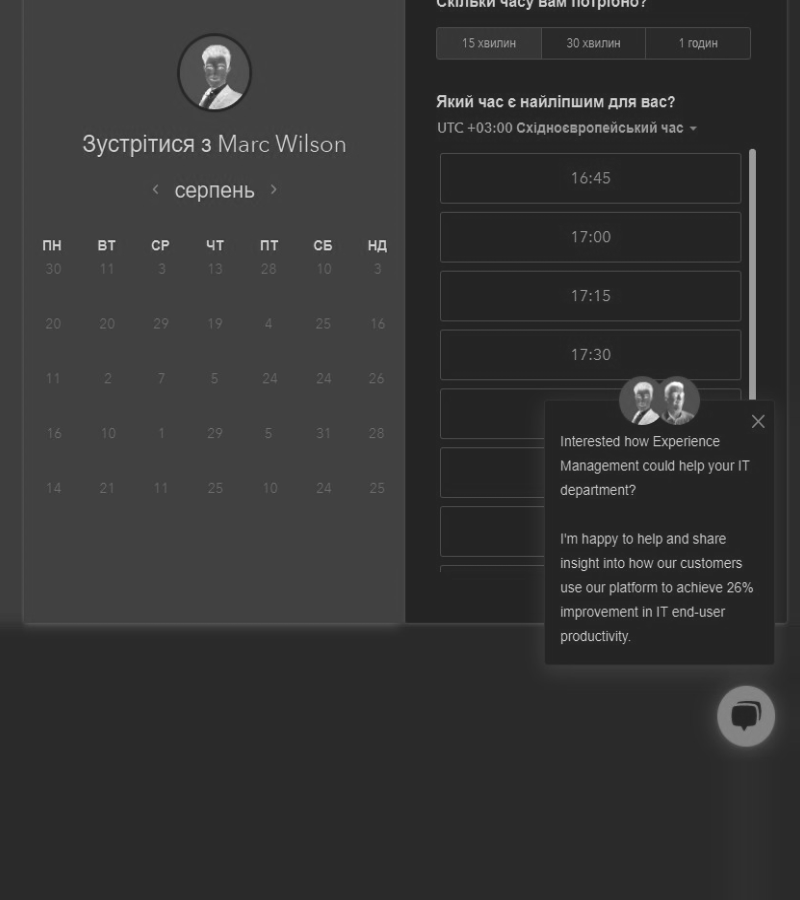 Скільки часу вам потрібно?
15 хвилин 30 хвилин 1 годин
Який час є найліпшим для вас?
UTC +03:00 Східноєвропейський час
16:45
17:00
17:15
17:30
Зустрітися з Marc Wilson
серпень
ПН ВТ СР ЧТ ПТ СБ НД
30 11 3 13 28 10 3
20 20 29 19 4 25 16
11 2 7 5 24 24 26
16 10 1 29 5 31 28
14 21 11 25 10 24 25
Interested how Experience
Management could help your IT
department?
I'm happy to help and share
insight into how our customers
use our platform to achieve 26%
improvement in IT end-user
productivity.